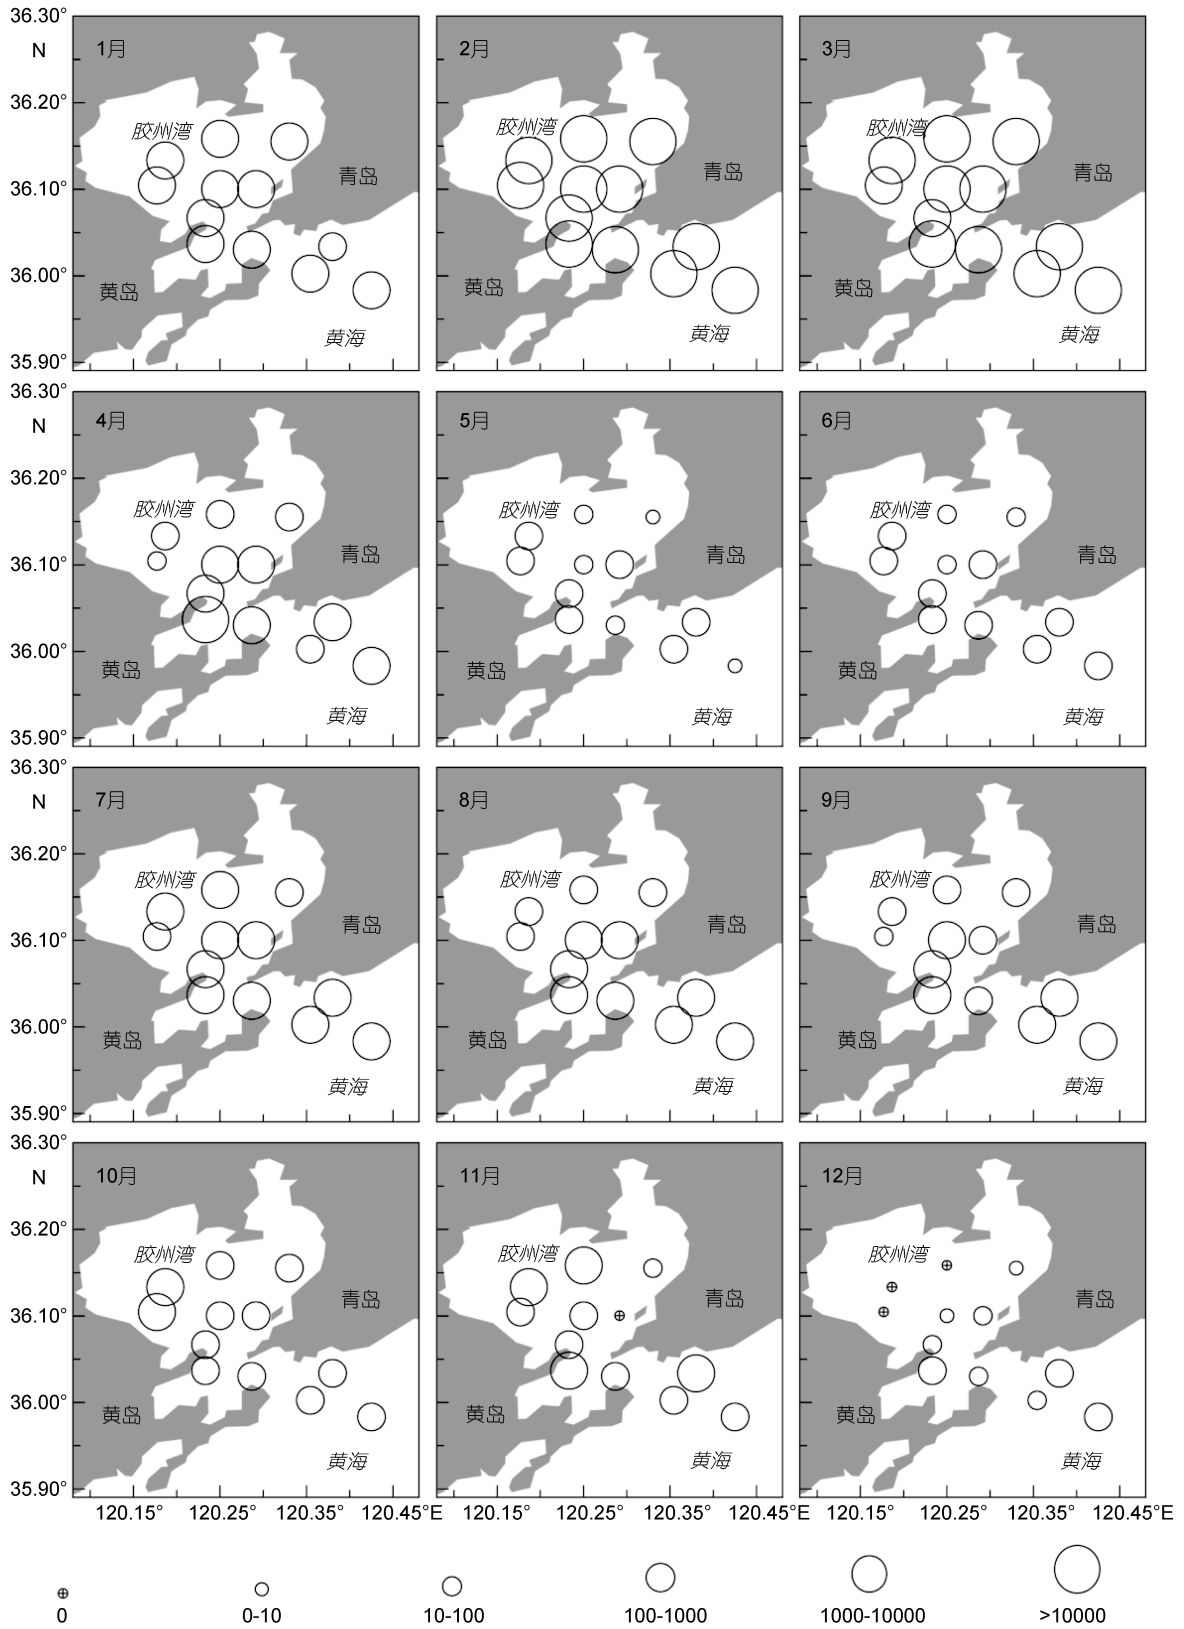 36.30°
N
1月
2月
3月
36.20°
胶州湾
胶州湾
胶州湾
青岛
青岛
青岛
36.10°
36.00°
黄岛
黄岛
黄岛
黄海
黄海
黄海
35.90°
36.30°
N
4月
5月
6月
36.20°
胶州湾
胶州湾
胶州湾
青岛
青岛
青岛
36.10°
36.00°
黄岛
黄岛
黄岛
黄海
黄海
黄海
35.90°
36.30°
N
7月
8月
9月
36.20°
胶州湾
胶州湾
胶州湾
青岛
青岛
青岛
36.10°
36.00°
黄岛
黄岛
黄岛
黄海
黄海
黄海
35.90°
36.30°
N
10月
11月
12月
36.20°
胶州湾
胶州湾
胶州湾
青岛
青岛
青岛
36.10°
36.00°
黄岛
黄岛
黄岛
黄海
黄海
黄海
35.90°
120.15° 120.25° 120.35° 120.45°E 120.15° 120.25° 120.35° 120.45°E 120.15° 120.25° 120.35° 120.45°E
0 0-10 10-100 100-1000 1000-10000 >10000